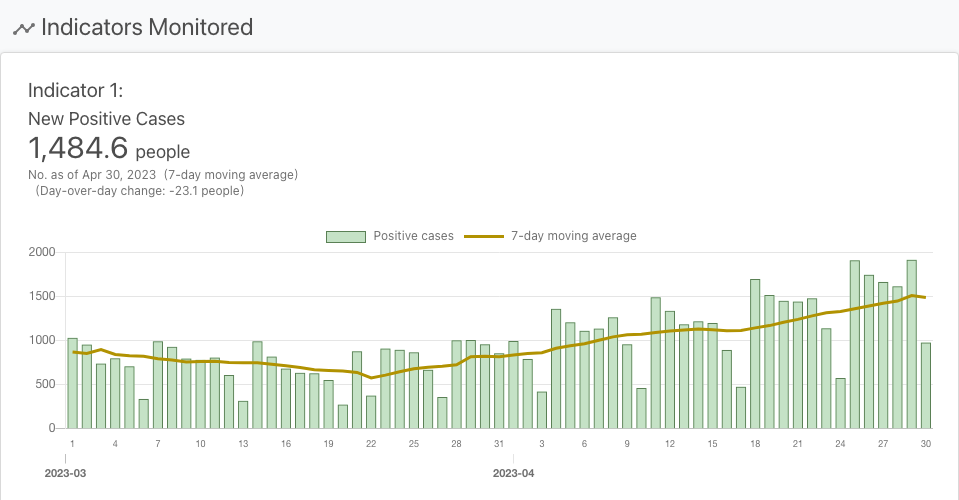 Indicators Monitored
Indicator 1:
New Positive Cases
1,484.6 people
No. as of Apr 30, 2023 (7-day moving average)
(Day-over-day change: -23.1 people)
Positive cases 7-day moving average
2000
1500
1000
500
0
1 4 7 10 13 16 19 22 25 28 31 3 6 9 12 15 18 21 24 27 30
2023-03 2023-04